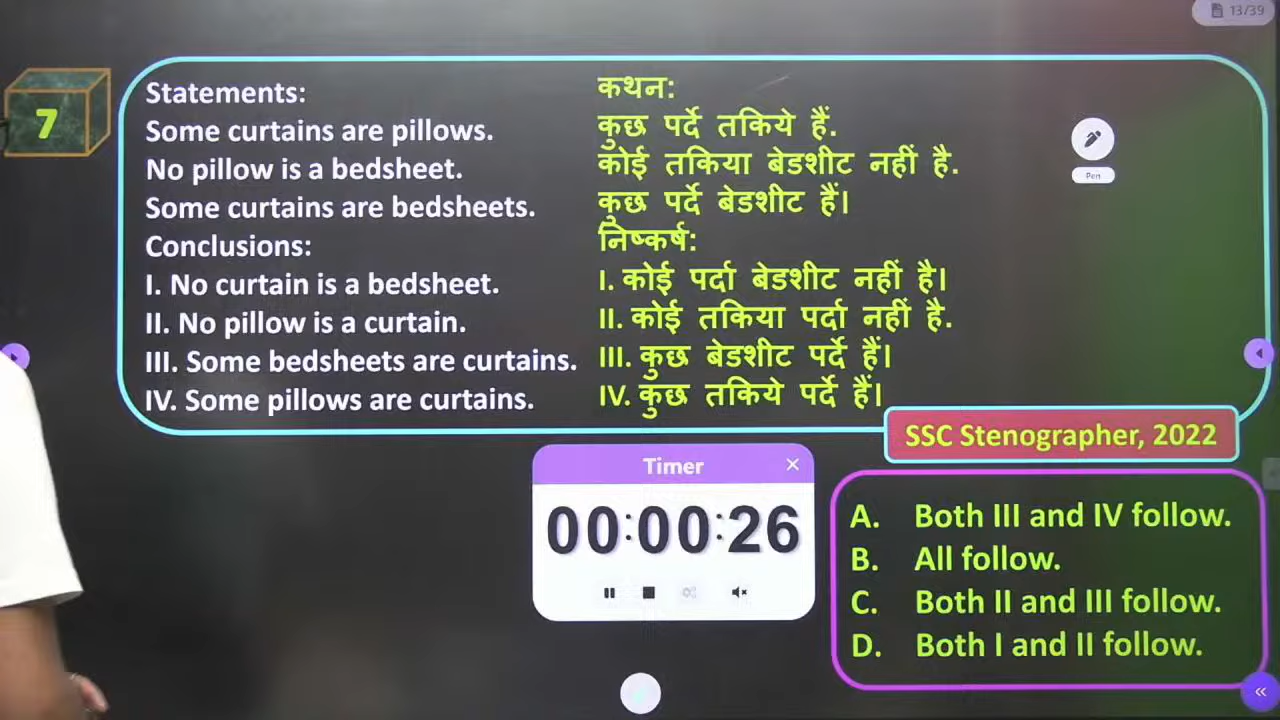 13/39
7
Statements:
Some curtains are pillows.
No pillow is a bedsheet.
Some curtains are bedsheets.
Conclusions:
I. No curtain is a bedsheet.
II. No pillow is a curtain.
III. Some bedsheets are curtains.
IV. Some pillows are curtains.
कथन:
कुछ पर्दे तकिये हैं.
कोई तकिया बेडशीट नहीं है.
कुछ पर्दे बेडशीट हैं।
निष्कर्ष:
I. कोई पर्दा बेडशीट नहीं है।
II. कोई तकिया पर्दा नहीं है.
III. कुछ बेडशीट पर्दे हैं।
IV. कुछ तकिये पर्दे हैं।
Pen
SSC Stenographer, 2022
Timer
00:00:26
A. Both III and IV follow.
B. All follow.
C. Both II and III follow.
D. Both I and II follow.